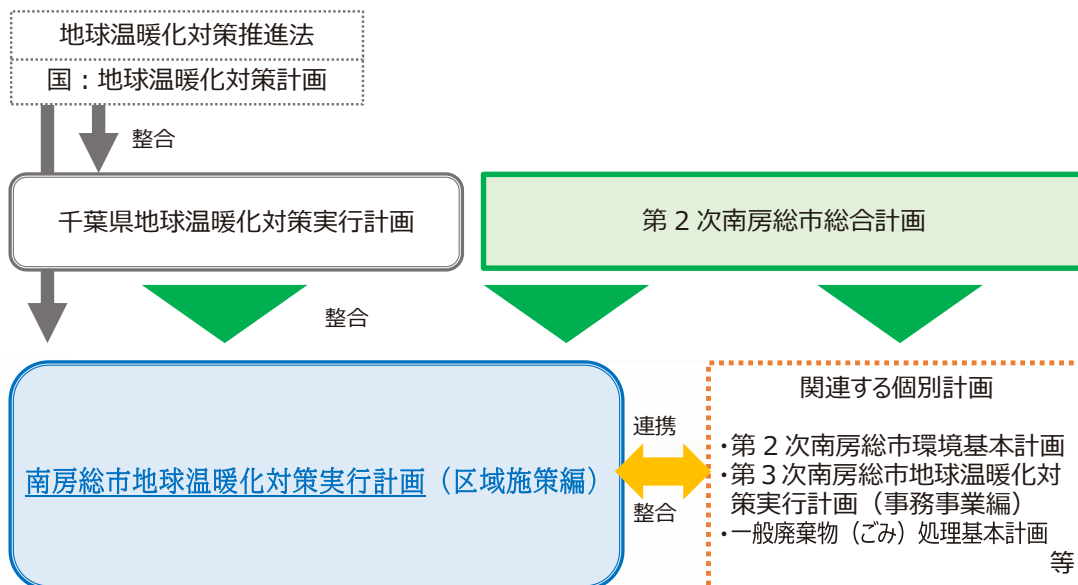 地球温暖化対策推進法
国：地球温暖化対策計画
整合
千葉県地球温暖化対策実行計画
第２次南房総市総合計画
整合
南房総市地球温暖化対策実行計画（区域施策編）
連携
整合
関連する個別計画
・第２次南房総市環境基本計画
・第３次南房総市地球温暖化対
策実行計画（事務事業編）
・一般廃棄物（ごみ）処理基本計画
等